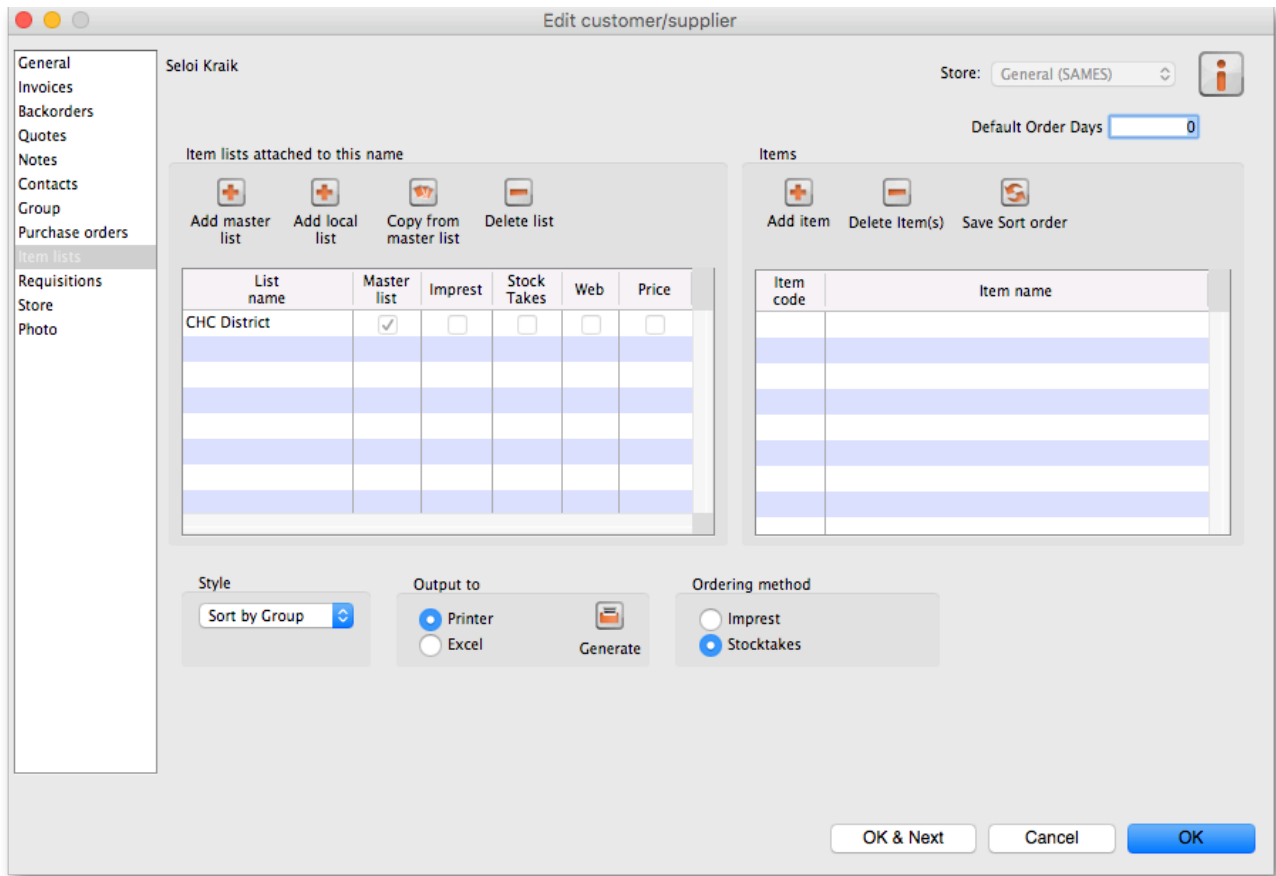 Edit customer/supplier
General
Invoices
Backorders
Quotes
Notes
Contacts
Group
Purchase orders
Item lists
Requisitions
Store
Photo
Seloi Kraik
Store: General (SAMES)
Default Order Days 0
Item lists attached to this name
Add master list
Add local list
Copy from master list
Delete list
List name Master list Imprest Stock Takes Web Price
CHC District
Items
Add item Delete Item(s) Save Sort order
Item code Item name
Style
Sort by Group
Output to
Printer
Excel
Generate
Ordering method
Imprest
Stocktakes
OK & Next Cancel OK